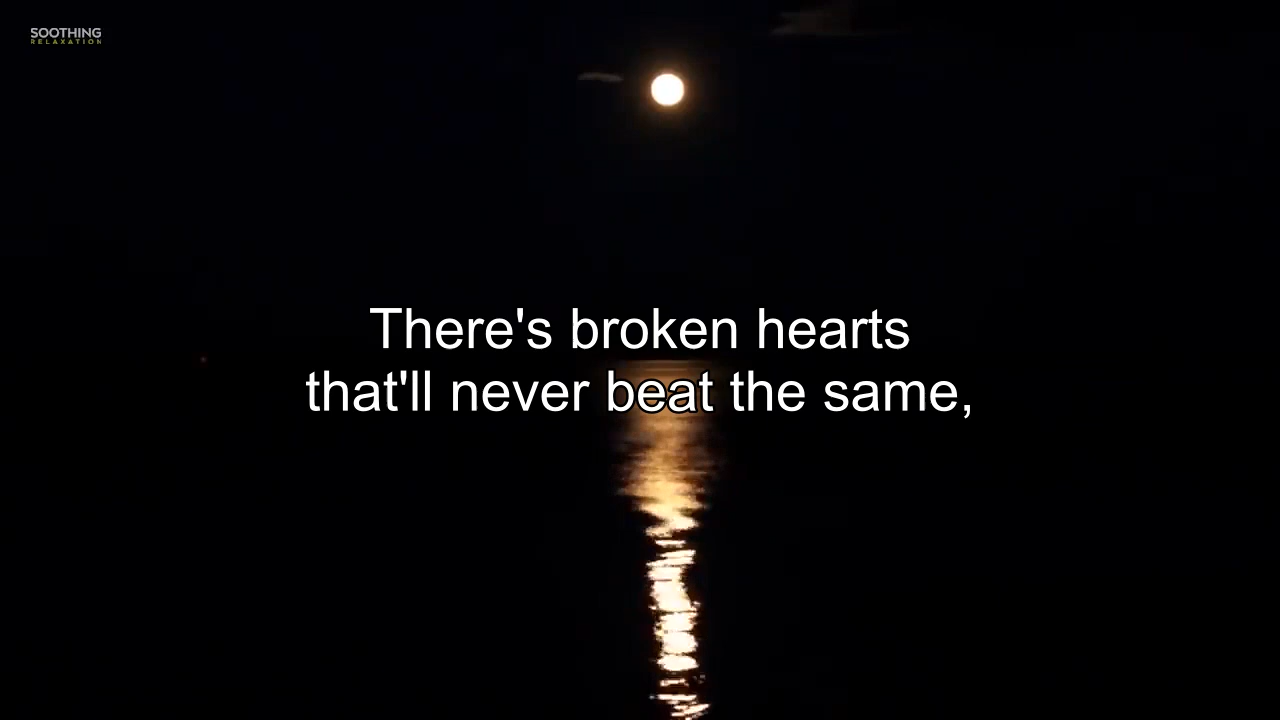 SOOTHING
RELAXATION
There's broken hearts
that'll never beat the same,